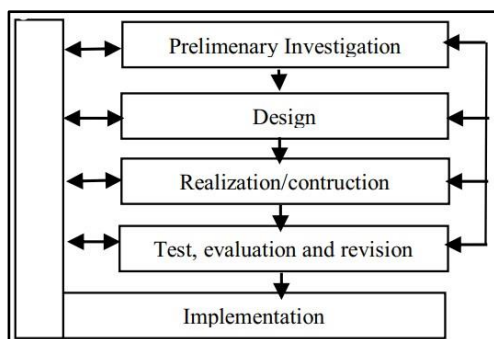 Prelimenary Investigation
Design
Realization/contruction
Test, evaluation and revision
Implementation